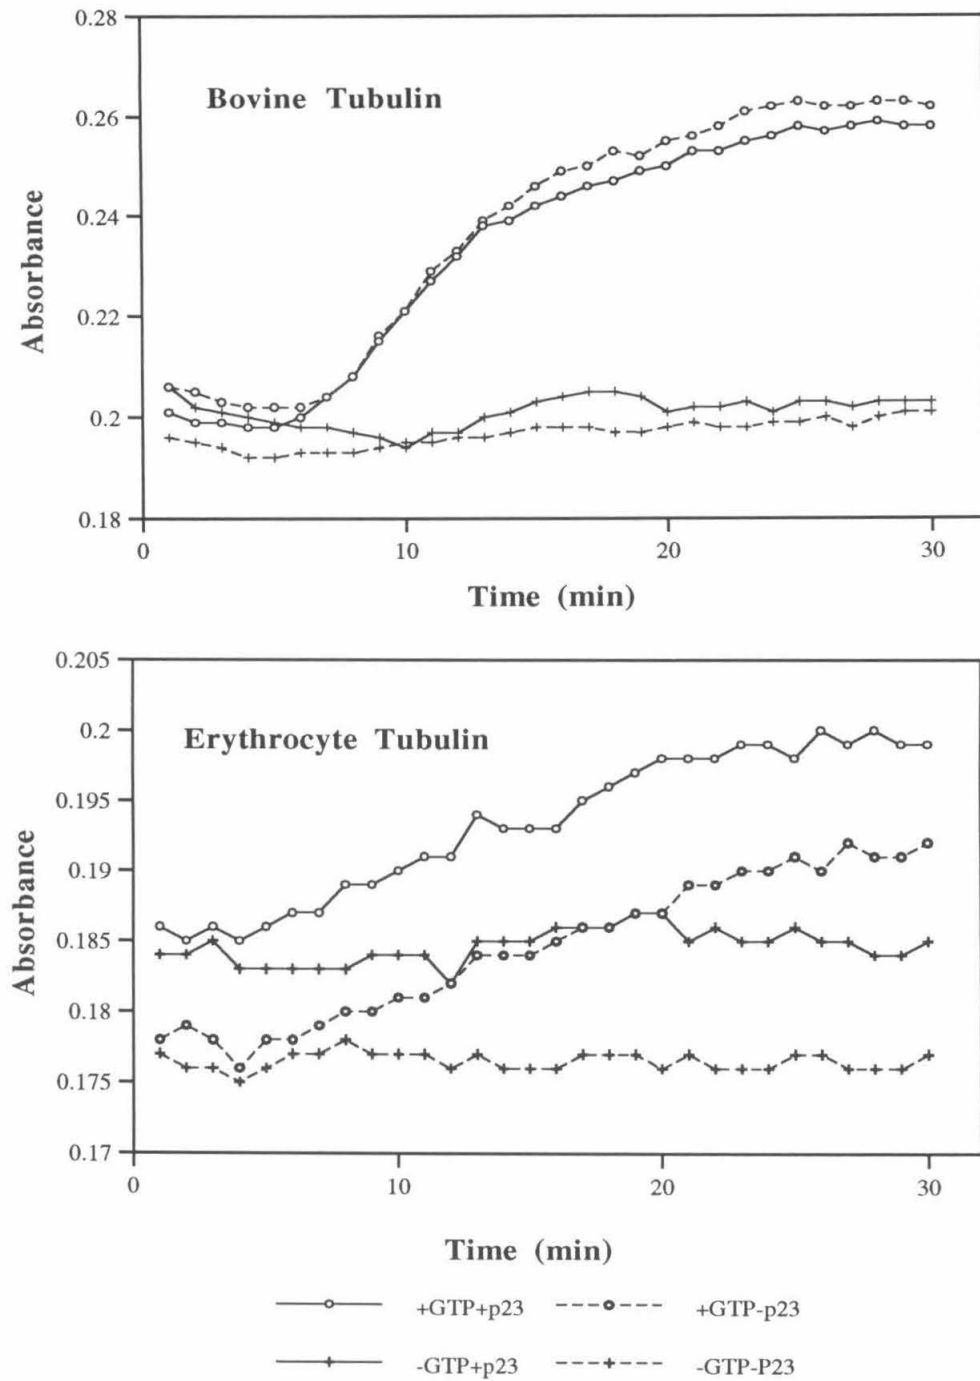 0.28
Bovine Tubulin
0.26
0.24
Absorbance
0.22
0.2
0.18
0 10 20 30
Time (min)
0.205
0.2
Erythrocyte Tubulin
0.195
0.19
Absorbance
0.185
0.18
0.175
0.17
0 10 20 30
Time (min)
+GTP+p23 +GTP-p23
-GTP+p23 -GTP-P23